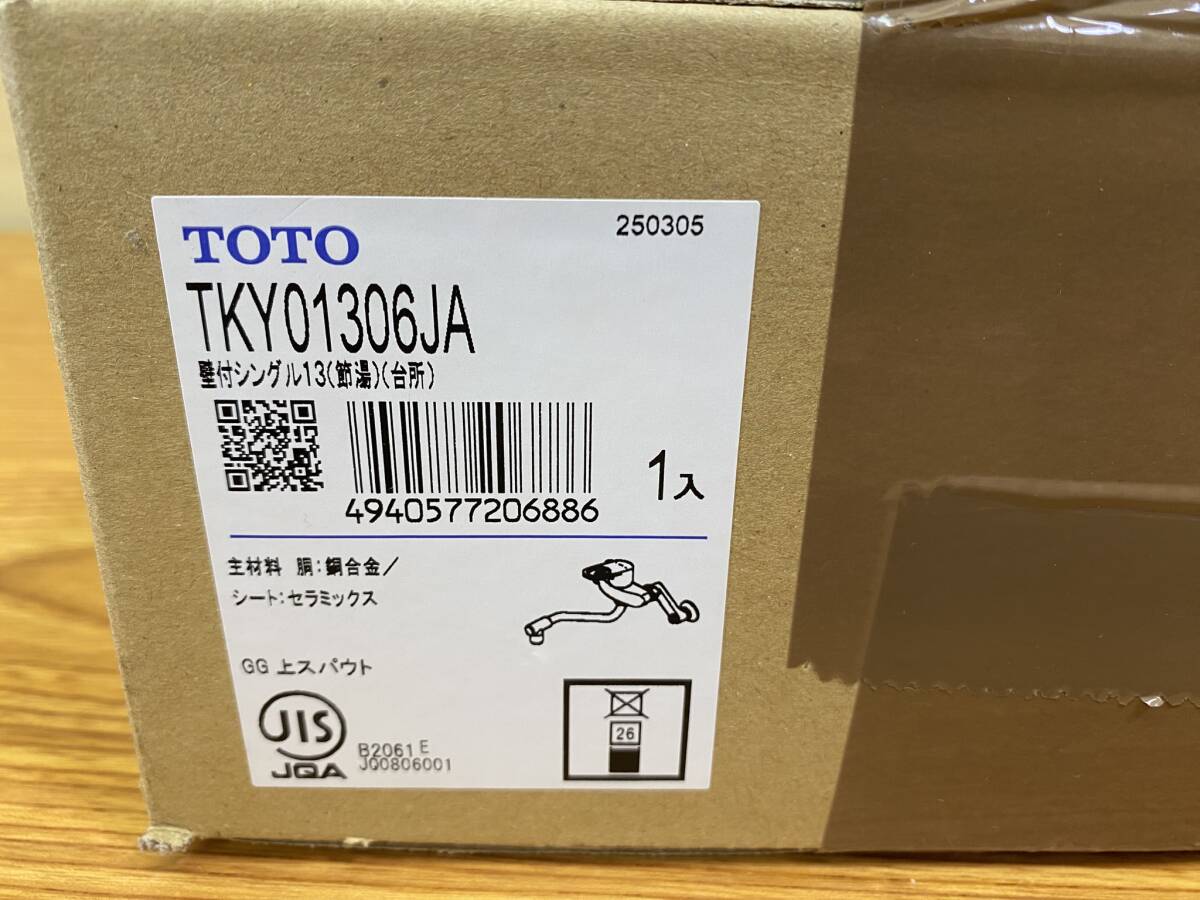 TOTO
250305
TKY01306JA
壁付シングル13(節湯)(台所)
4940577206886
1入
主材料 胴:銅合金/
シート:セラミックス
GG 上スパウト
JIS
JQA
B2061 E
JQ0806001
26